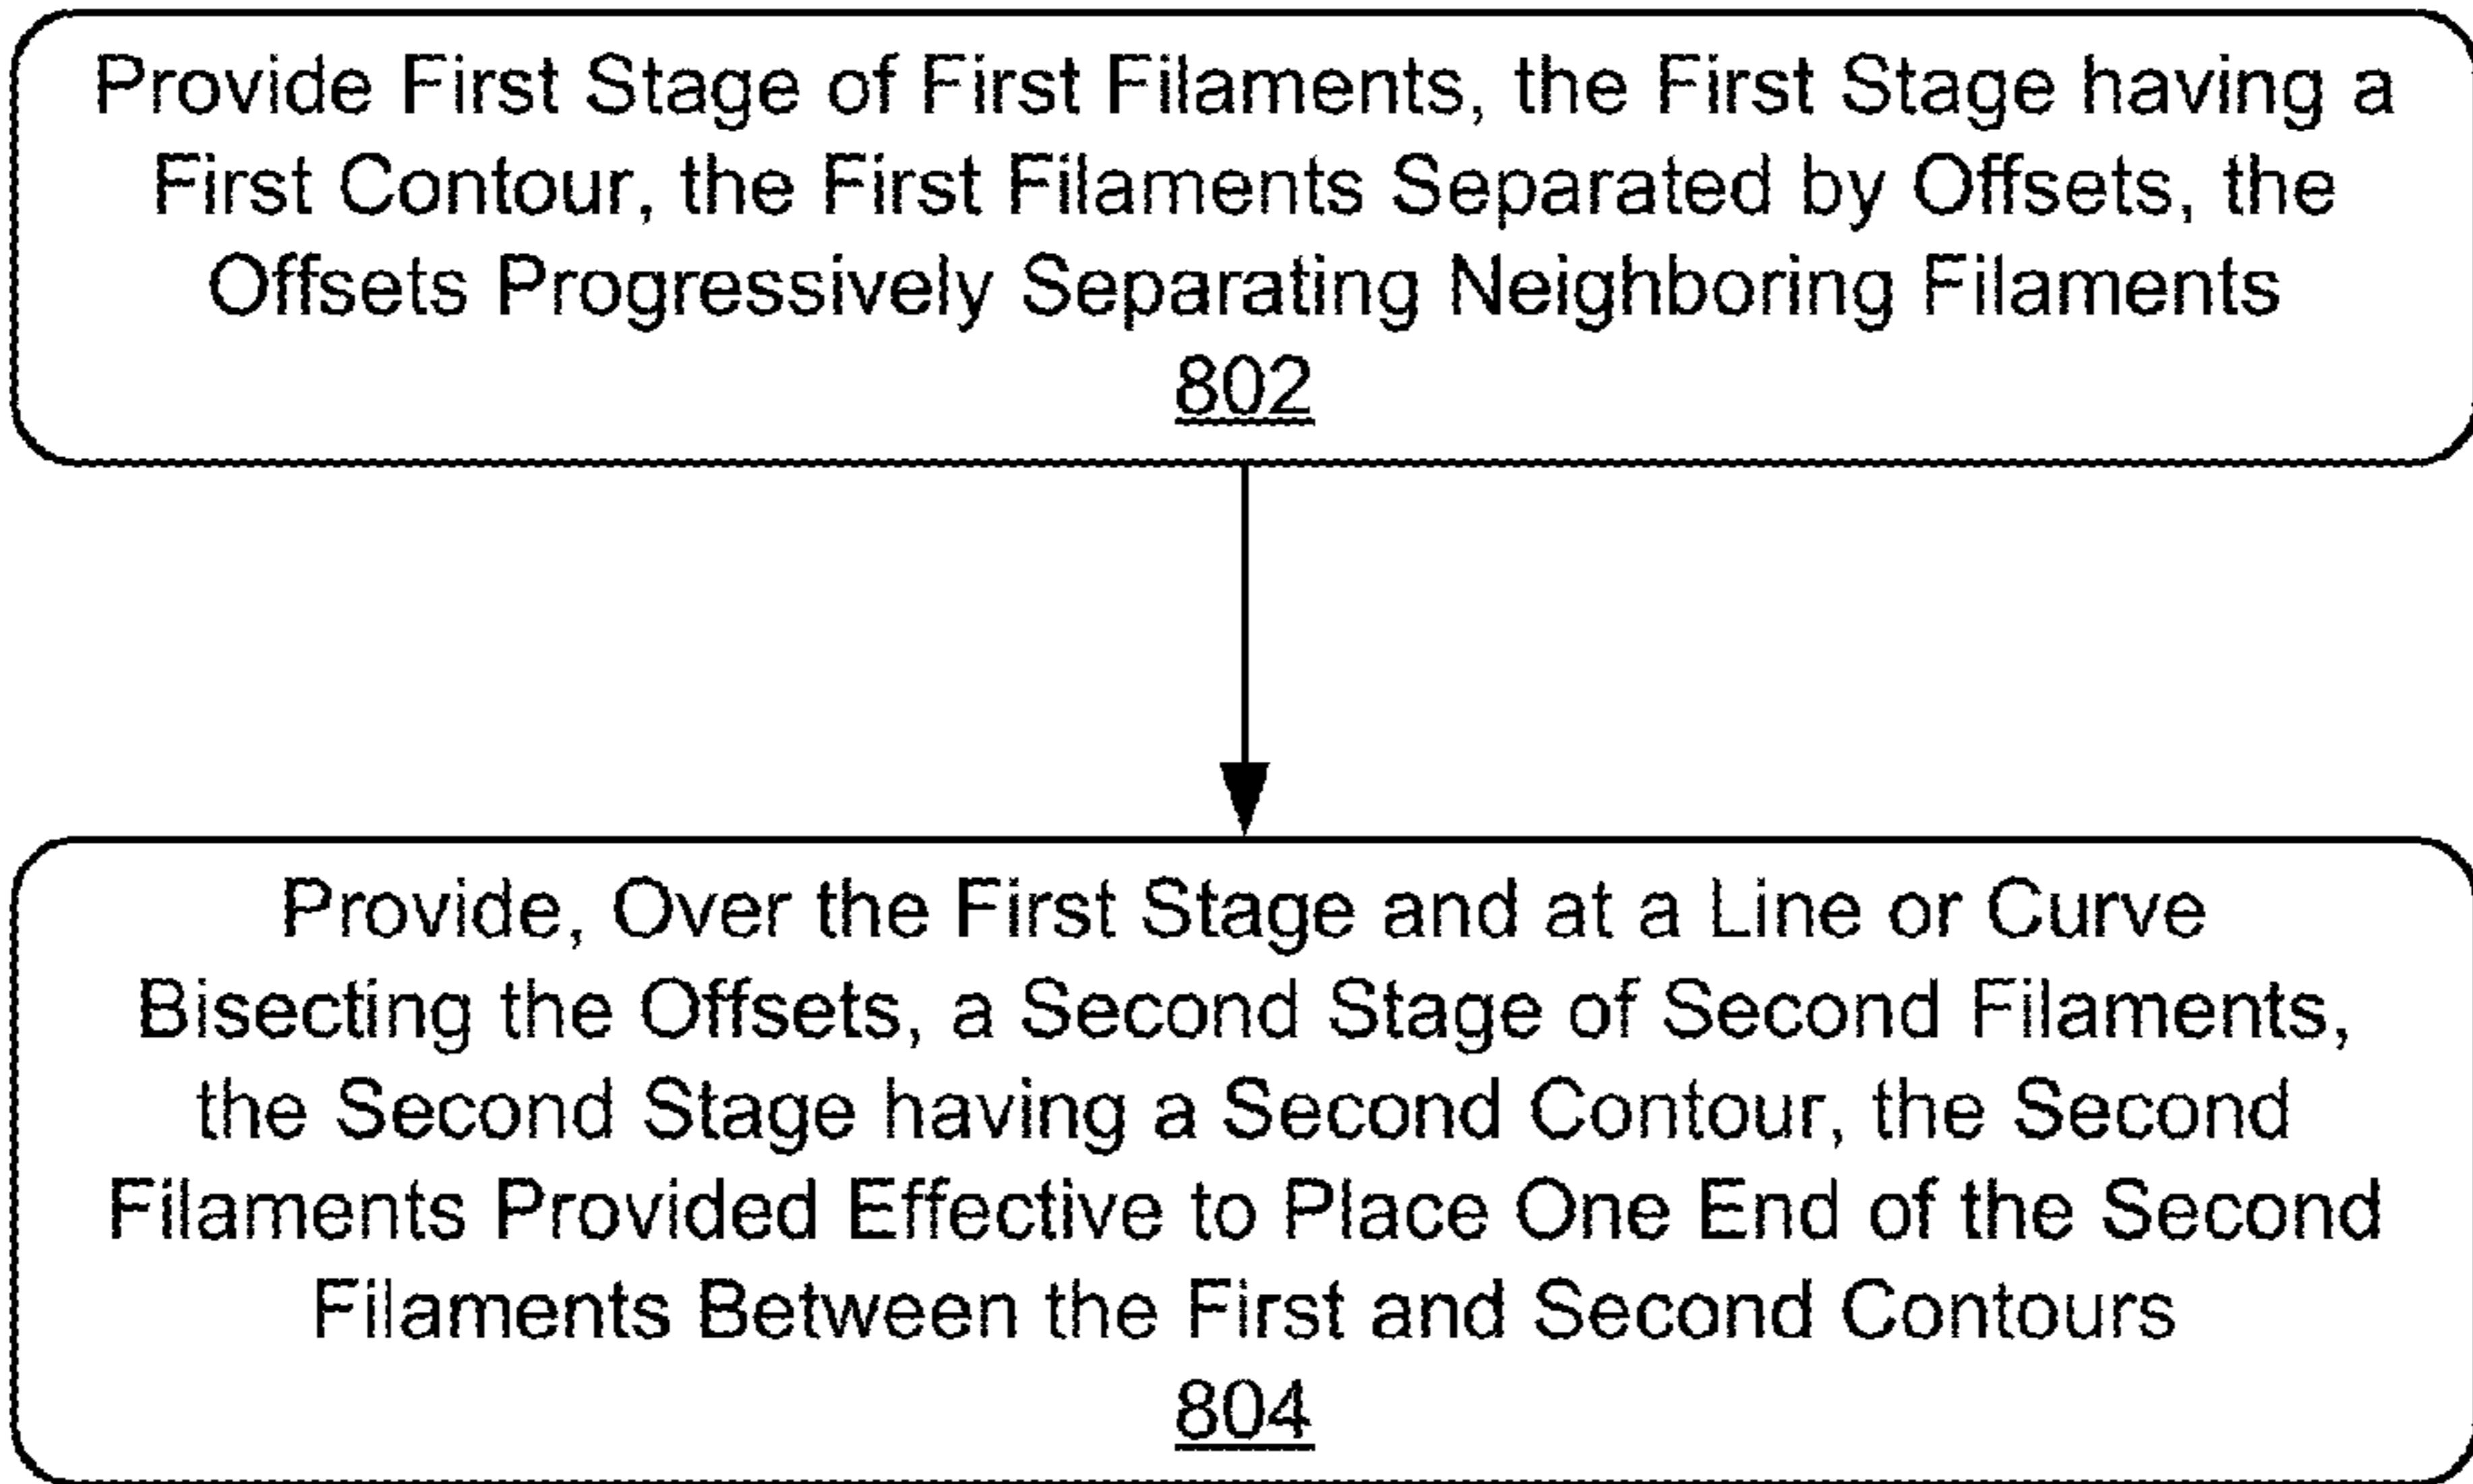 Provide First Stage of First Filaments, the First Stage having a
First Contour, the First Filaments Separated by Offsets, the
Offsets Progressively Separating Neighboring Filaments
802
Provide, Over the First Stage and at a Line or Curve
Bisecting the Offsets, a Second Stage of Second Filaments,
the Second Stage having a Second Contour, the Second
Filaments Provided Effective to Place One End of the Second
Filaments Between the First and Second Contours
804